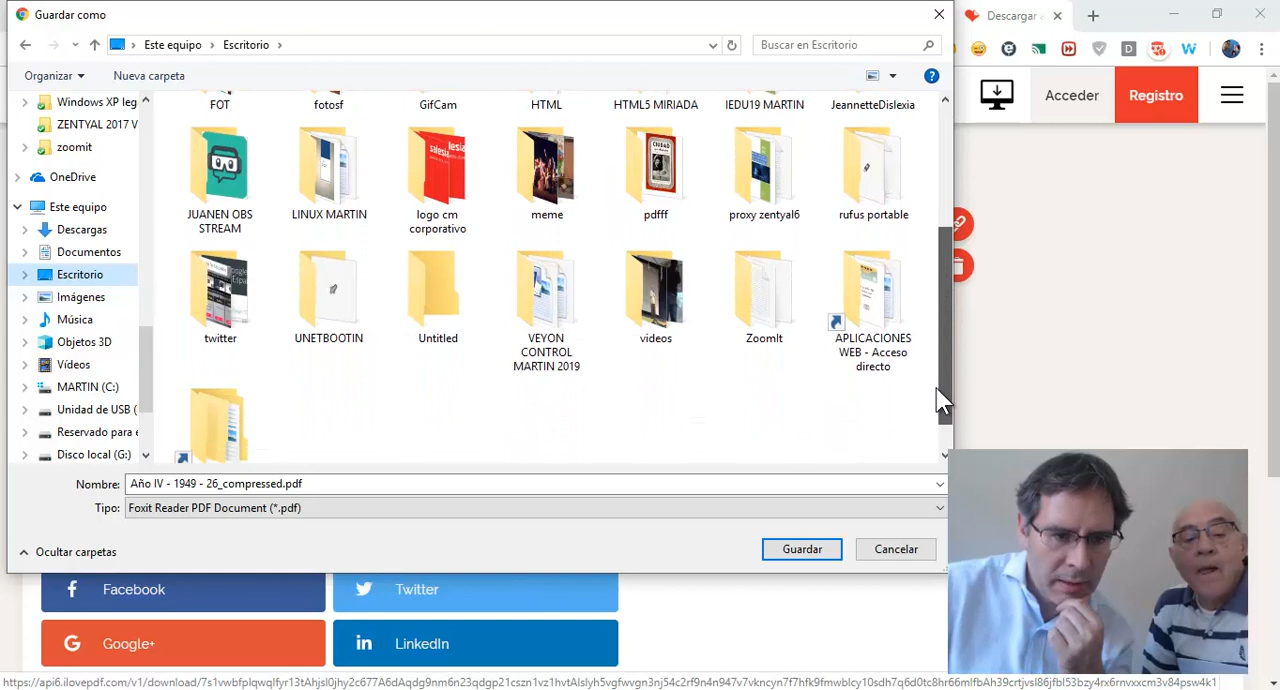 Guardar como
Descargar
Este equipo > Escritorio >
Buscar en Escritorio
Organizar
Nueva carpeta
Acceder
Registro
Windows XP leg
ZENTYAL 2017 V
zoomit
OneDrive
Este equipo
Descargas
Documentos
Escritorio
Imágenes
Música
Objetos 3D
Vídeos
MARTIN (C:)
Unidad de USB (
Reservado para e
Disco local (G:)
FOT
fotosf
Gifsam
HTML
HTML5 MIRIADA
IEDU19 MARTIN
JeannetteDislexia
JUANEN OBS
STREAM
LINUX MARTIN
logo cm
corporativo
meme
pdfff
proxy zentyal6
rufus portable
twitter
UNETBOOTIN
Untitled
VEYON
CONTROL
MARTIN 2019
videos
ZoomIt
APLICACIONES
WEB - Acceso
directo
Nombre:
Año IV - 1949 - 26_compressed.pdf
Tipo:
Foxit Reader PDF Document (*.pdf)
Ocultar carpetas
Guardar
Cancelar
Facebook
Twitter
Google+
LinkedIn